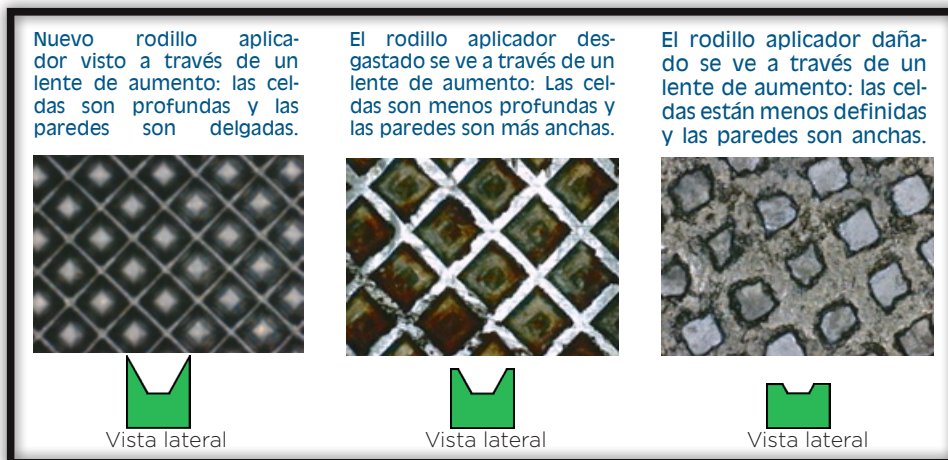 Nuevo rodillo aplica-
dor visto a través de un
lente de aumento: las cel-
das son profundas y las
paredes son delgadas.
El rodillo aplicador des-
gastado se ve a través de un
lente de aumento: Las cel-
das son menos profundas y
las paredes son más anchas.
El rodillo aplicador daña-
do se ve a través de un
lente de aumento: las cel-
das están menos definidas
y las paredes son anchas.
Vista lateral
Vista lateral
Vista lateral